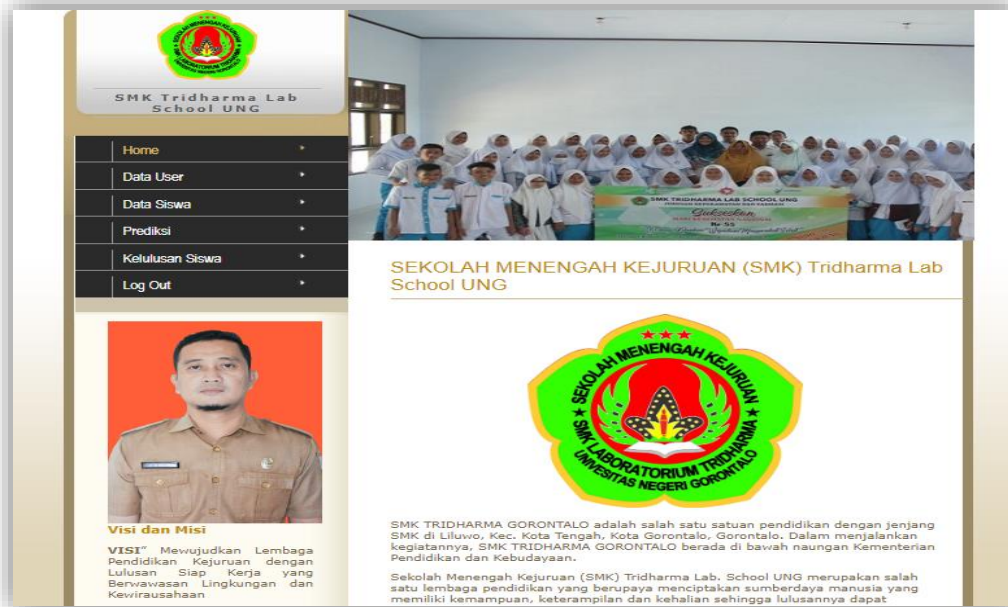 SMK Tridharma Lab
School UNG
Home
Data User
Data Siswa
Prediksi
Kelulusan Siswa
Log Out
SMK TRIDHARMA LAB SCHOOL UNG
Sukseskan
Ke 55
SEKOLAH MENENGAH KEJURUAN (SMK) Tridharma Lab
School UNG
SEKOLAH MENENGAH KEJURUAN
SMK LABORATORIUM TRIDHARMA
UNIVESITAS NEGERI GORONTALO
Visi dan Misi
VISI" Mewujudkan Lembaga
Pendidikan Kejuruan dengan
Lulusan Siap Kerja yang
Berwawasan Lingkungan dan
Kewirausahaan
SMK TRIDHARMA GORONTALO adalah salah satu satuan pendidikan dengan jenjang
SMK di Liluwo, Kec. Kota Tengah, Kota Gorontalo, Gorontalo. Dalam menjalankan
kegiatannya, SMK TRIDHARMA GORONTALO berada di bawah naungan Kementerian
Pendidikan dan Kebudayaan.
Sekolah Menengah Kejuruan (SMK) Tridharma Lab. School UNG merupakan salah
satu lembaga pendidikan yang berupaya menciptakan sumberdaya manusia yang
memiliki kemampuan, keterampilan dan kehalian sehingga lulusannya dapat